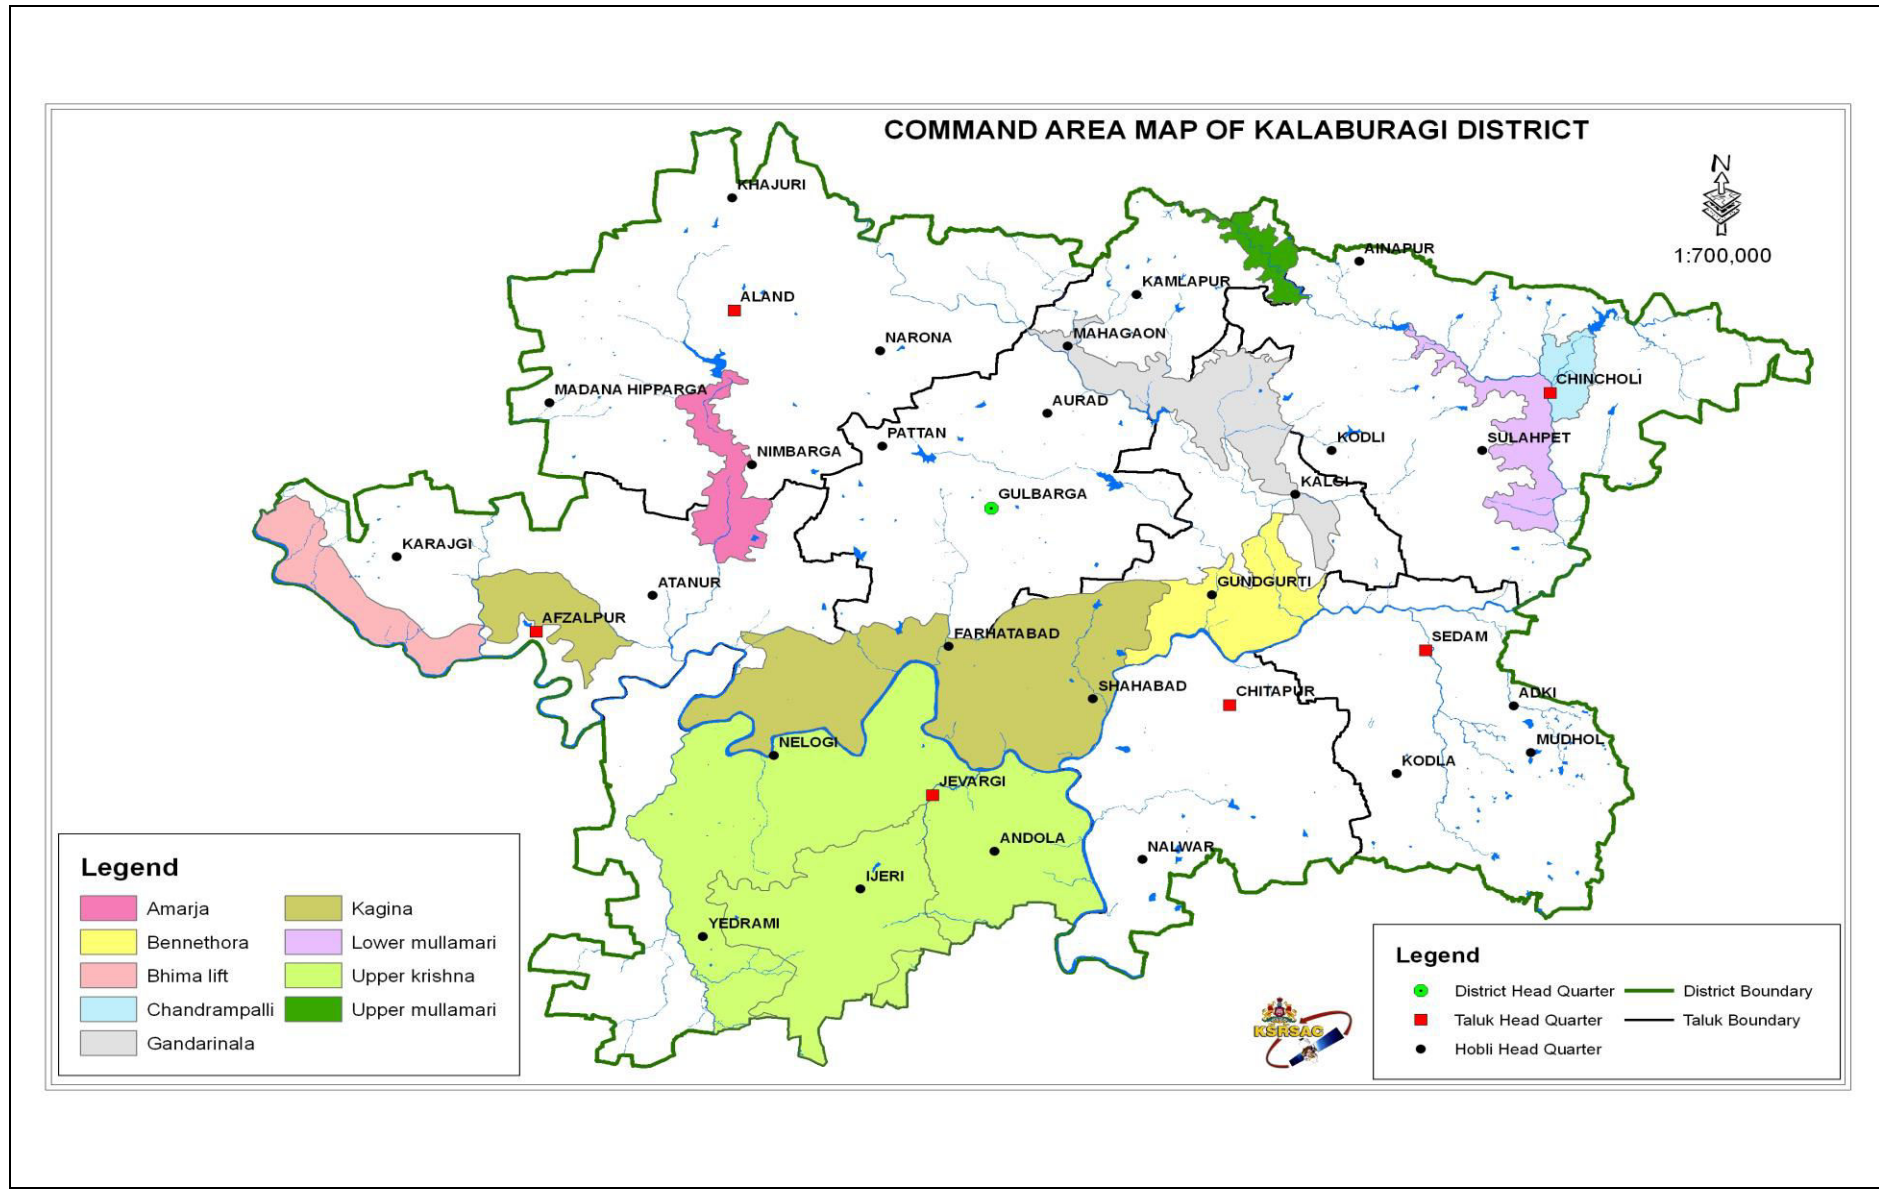 COMMAND AREA MAP OF KALABURAGI DISTRICT
N
1:700,000
KHAJURI
AINAPUR
KAMLAPUR
ALAND
NARONA
MAHAGAON
CHINCHOLI
MADANA HIPPARGA
AURAD
PATTAN
KODLI
SULAHPET
NIMBARGA
KALGI
GULBARGA
KARAJGI
ATANUR
GUNDGURTI
AFZALPUR
FARHATABAD
SEDAM
SHAHABAD
CHITAPUR
ADKI
NELOGI
MUDHOL
KODLA
JEVARGI
ANDOLA
NALWAR
IJERI
YEDRAMI
Legend
Amarja
Bennethora
Bhima lift
Chandrampalli
Gandarinala
Kagina
Lower mullamari
Upper krishna
Upper mullamari
KSRSAC
Legend
District Head Quarter
Taluk Head Quarter
Hobli Head Quarter
District Boundary
Taluk Boundary